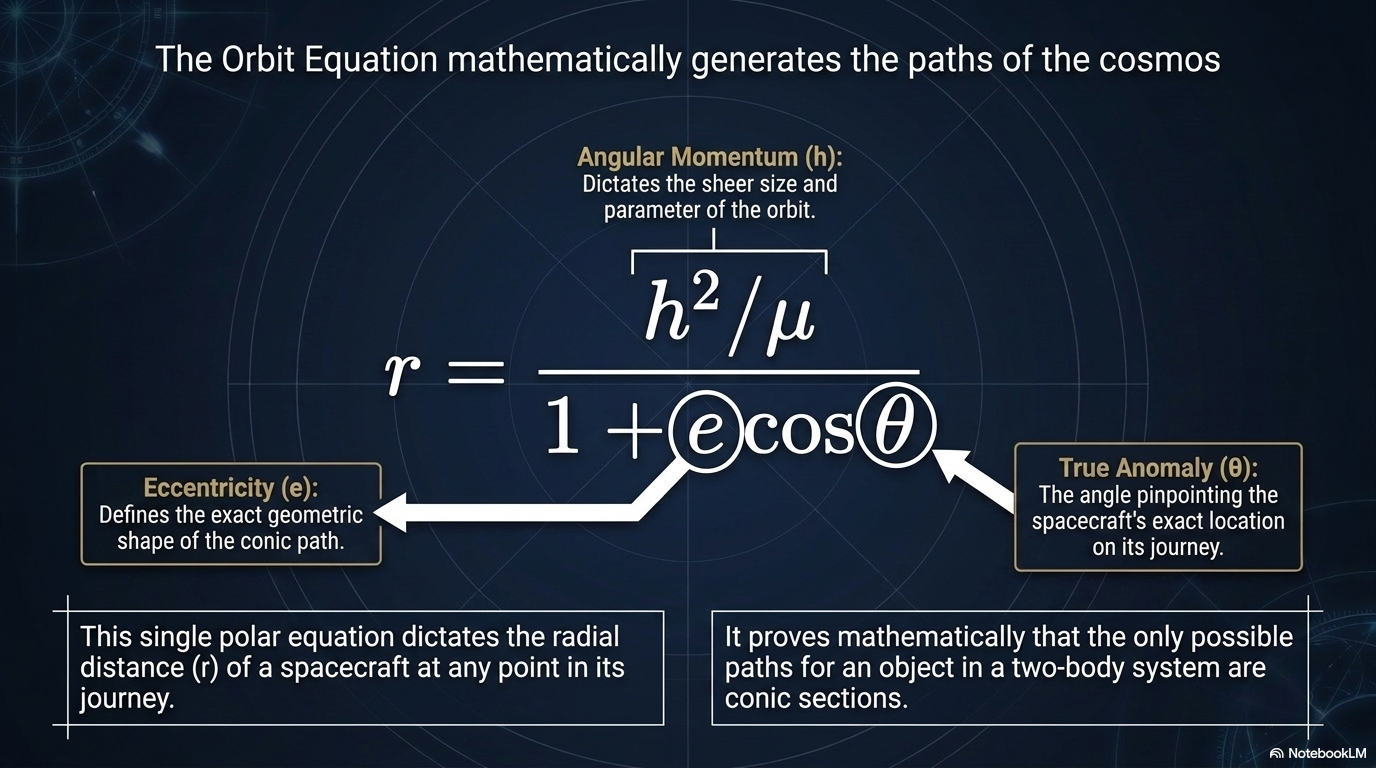 The Orbit Equation mathematically generates the paths of the cosmos
Angular Momentum (h):
Dictates the sheer size and
parameter of the orbit.
r = (h²/μ) / (1 + e cos θ)
Eccentricity (e):
Defines the exact geometric
shape of the conic path.
True Anomaly (θ):
The angle pinpointing the
spacecraft's exact location
on its journey.
This single polar equation dictates the radial
distance (r) of a spacecraft at any point in its
journey.
It proves mathematically that the only possible
paths for an object in a two-body system are
conic sections.
NotebookLM